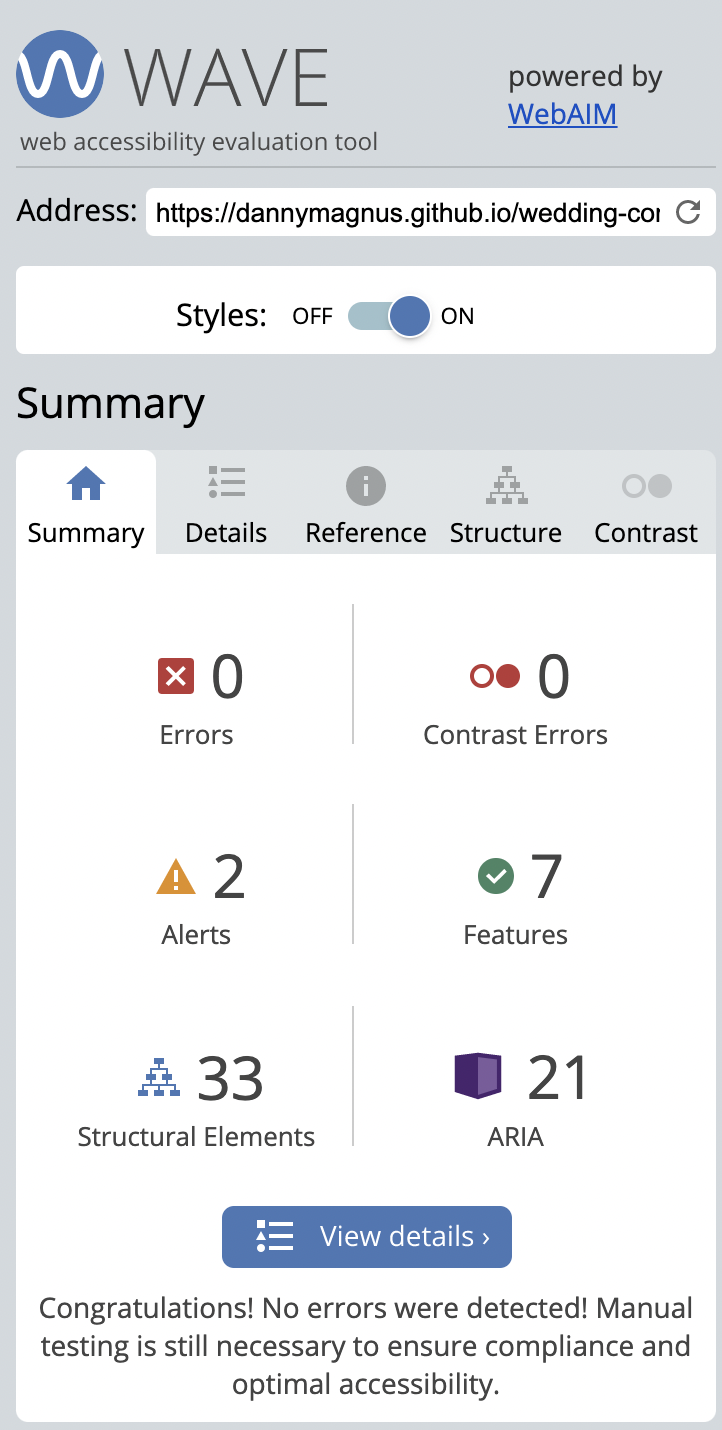 WAVE
powered by
WebAIM
web accessibility evaluation tool
Address: https://dannymagnus.github.io/wedding-cor
Styles: OFF ON
Summary
Summary Details Reference Structure Contrast
0 0
Errors Contrast Errors
2 7
Alerts Features
33 21
Structural Elements ARIA
View details ›
Congratulations! No errors were detected! Manual
testing is still necessary to ensure compliance and
optimal accessibility.